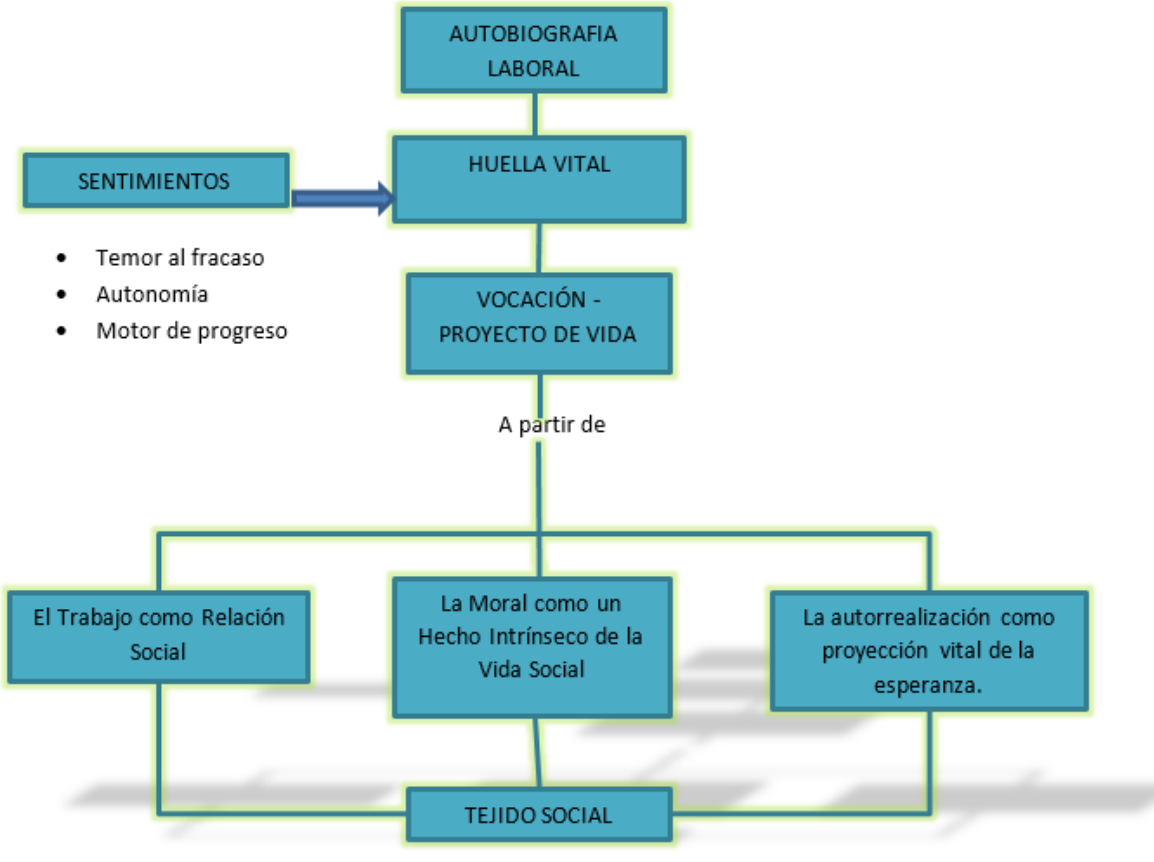 AUTOBIOGRAFIA
LABORAL
HUELLA VITAL
SENTIMIENTOS
• Temor al fracaso
• Autonomía
• Motor de progreso
VOCACIÓN -
PROYECTO DE VIDA
A partir de
El Trabajo como Relación
Social
La Moral como un
Hecho Intrínseco de la
Vida Social
La autorrealización como
proyección vital de la
esperanza.
TEJIDO SOCIAL